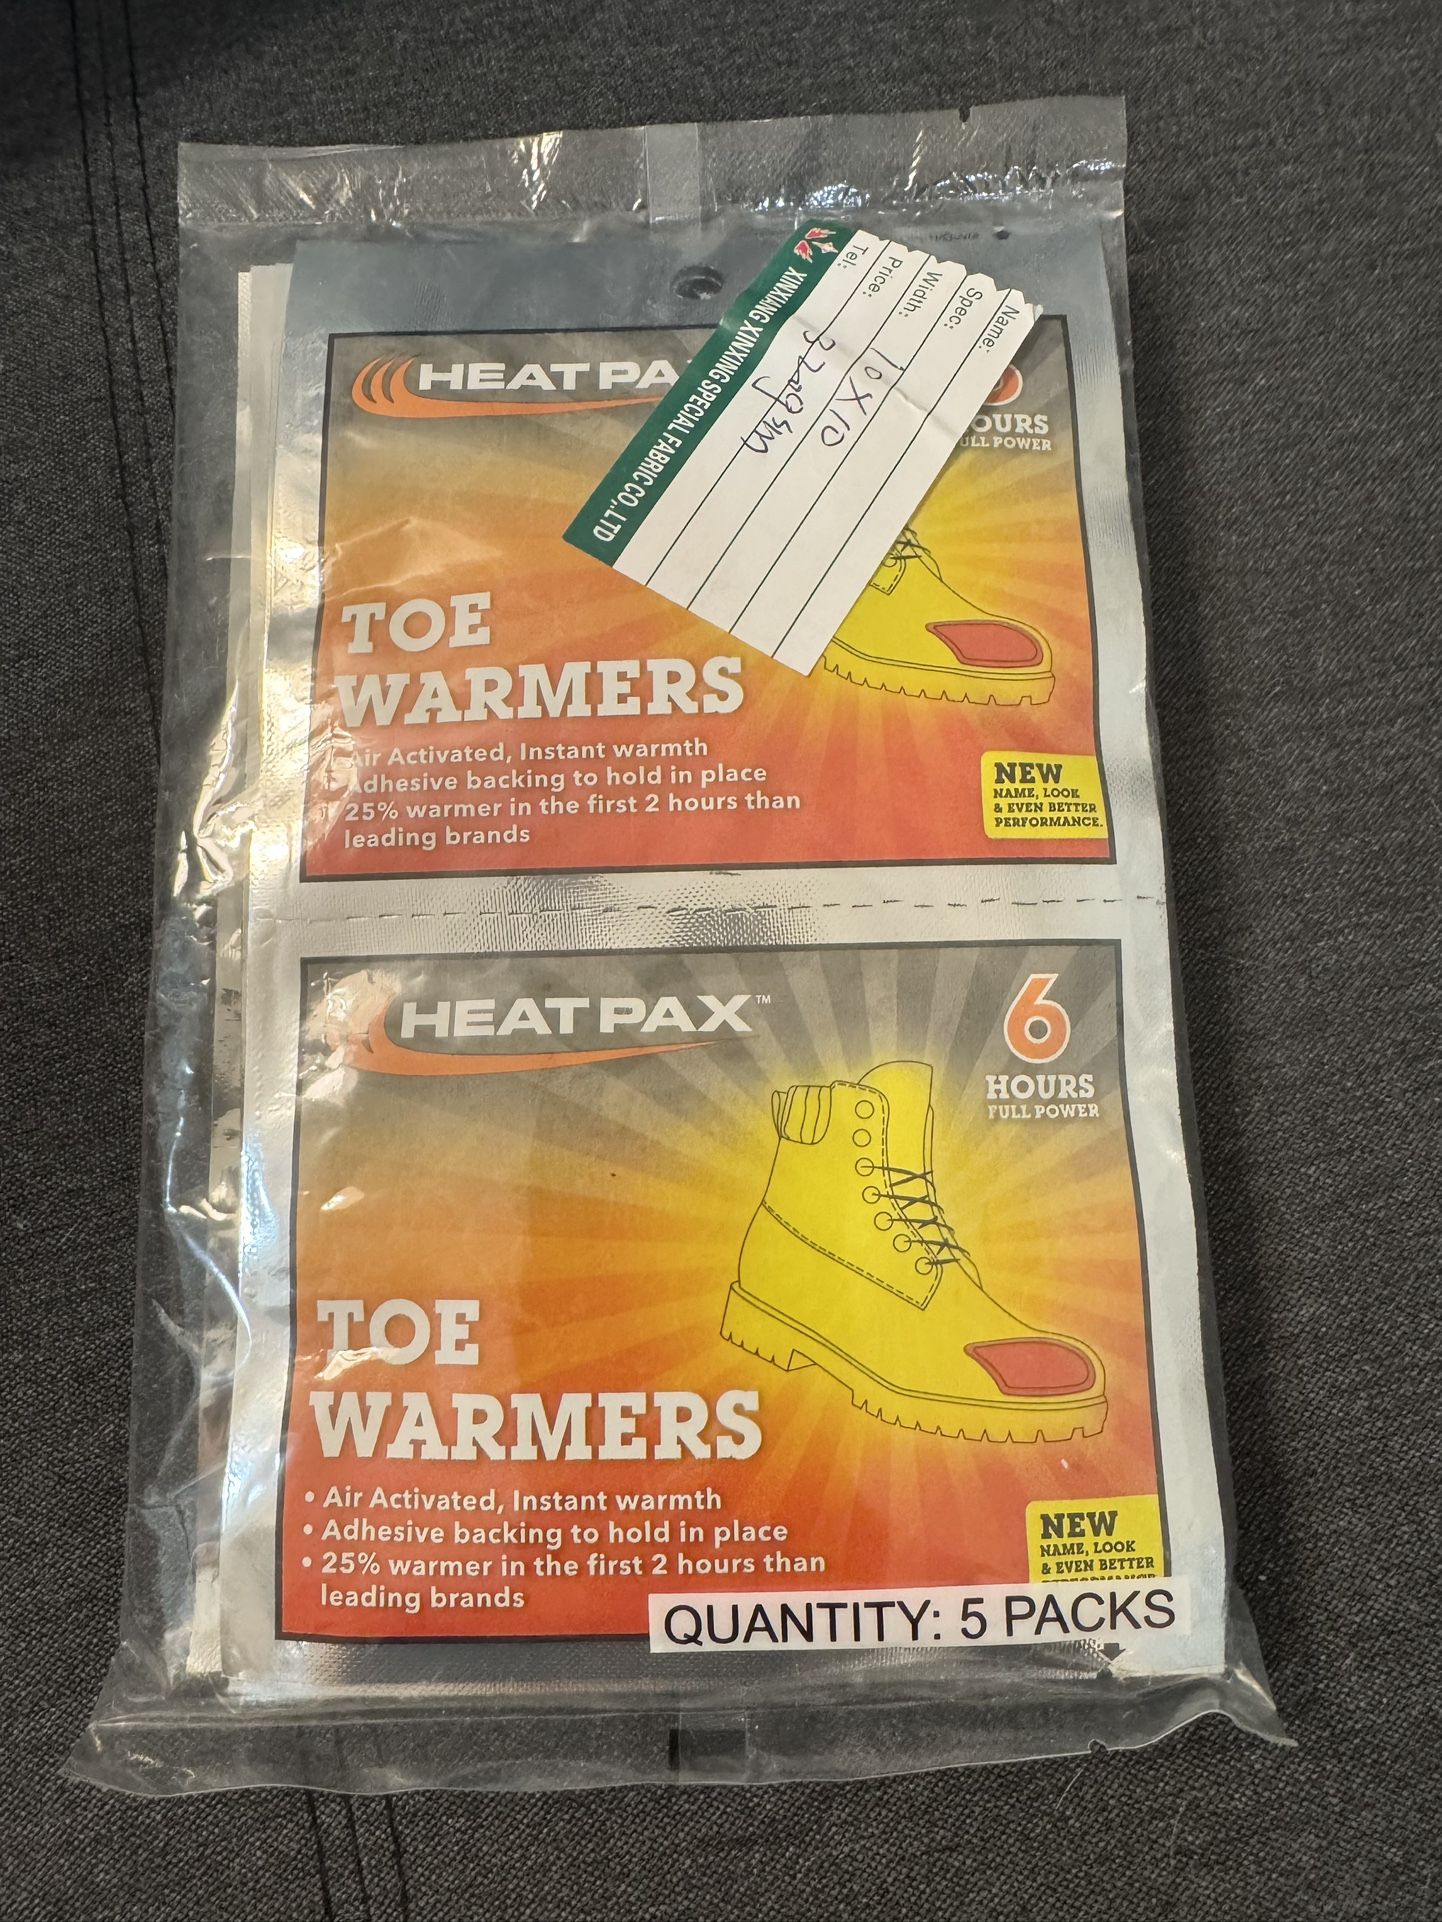 HEAT PA
OURS
ULL POWER
XINXIANG XINXING SPECIAL FABRIC CO.,LTD
Name:
Spec:
Width: 10X10
Price: 320gsm
Tel:
TOE
WARMERS
Air Activated, Instant warmth
Adhesive backing to hold in place
25% warmer in the first 2 hours than
leading brands
NEW
NAME, LOOK
& EVEN BETTER
PERFORMANCE.
HEAT PAX™
6
HOURS
FULL POWER
TOE
WARMERS
• Air Activated, Instant warmth
• Adhesive backing to hold in place
• 25% warmer in the first 2 hours than
leading brands
NEW
NAME, LOOK
& EVEN BETTER
QUANTITY: 5 PACKS